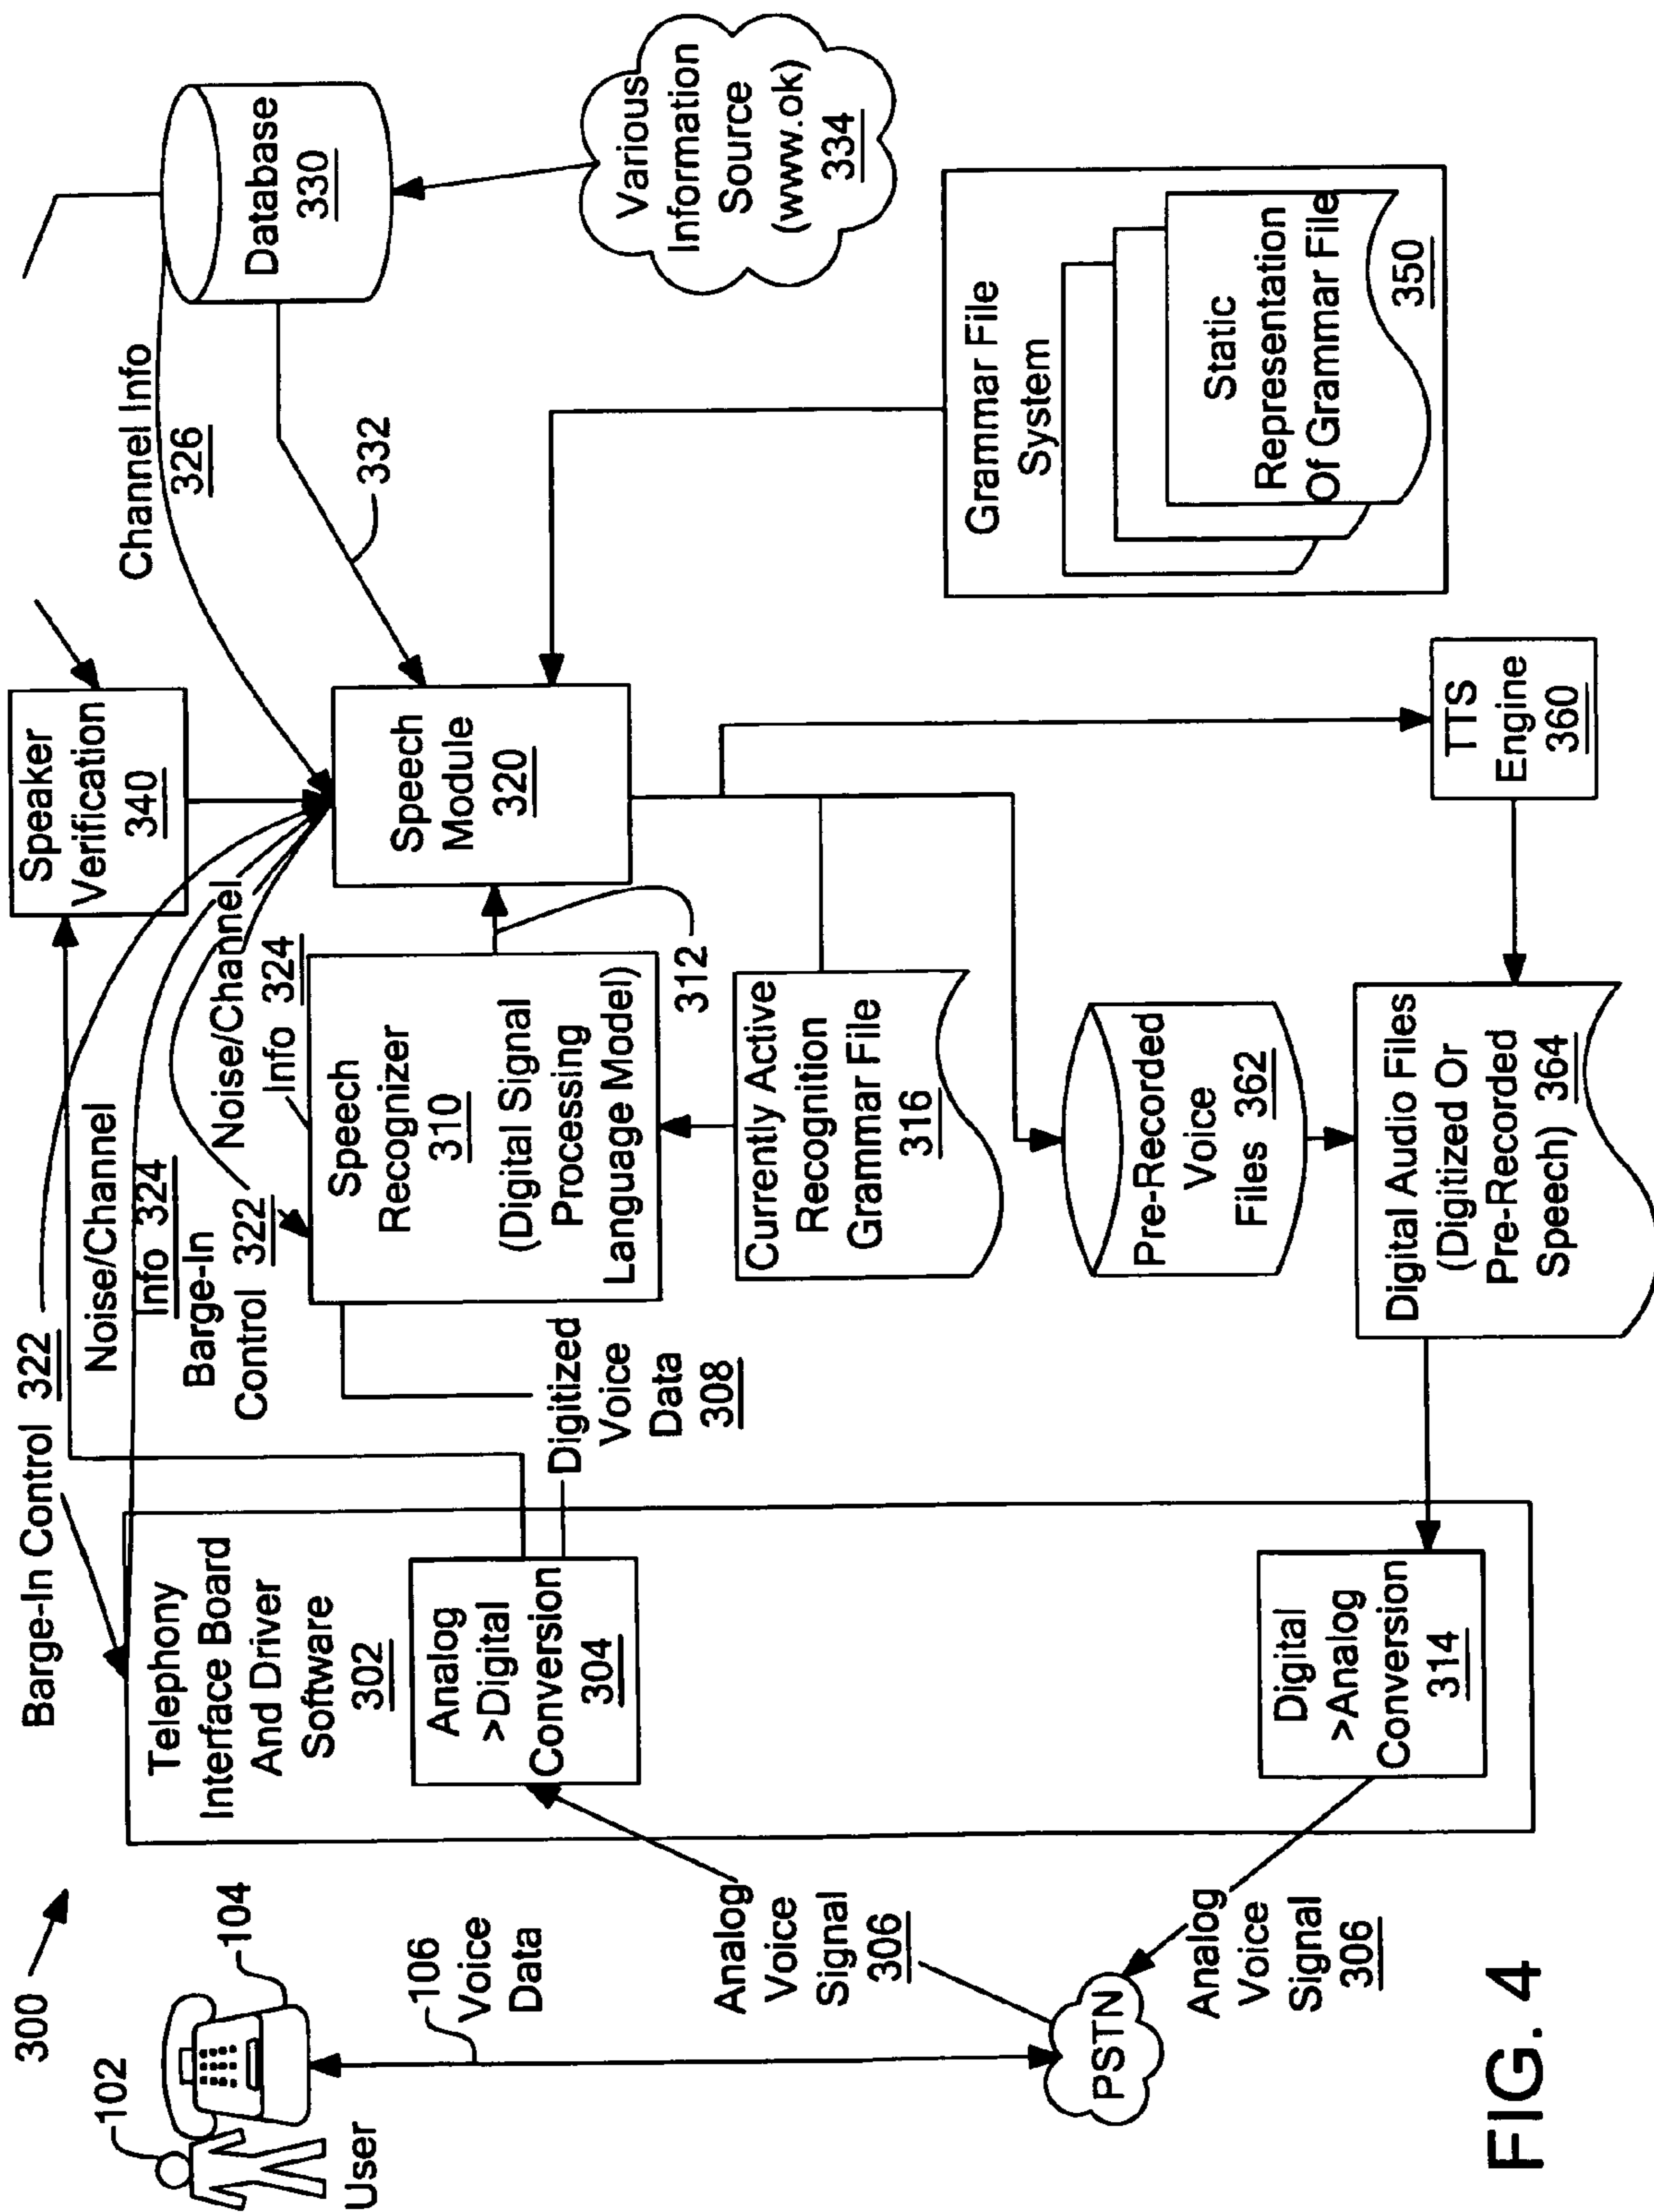 300
102
104
User
106
Voice
Data
PSTN
Analog
Voice
Signal
306
Analog
Voice
Signal
306
Telephony
Interface Board
And Driver
Software
302
Analog
>Digital
Conversion
304
Digital
>Analog
Conversion
314
Barge-In Control 322
Noise/Channel
Info 324
Barge-In
Control 322
Noise/Channel
Info 324
Digitized
Voice
Data
308
Speech
Recognizer
310
(Digital Signal
Processing
Language Model)
312
Currently Active
Recognition
Grammar File
316
Pre-Recorded
Voice
Files 362
Digital Audio Files
(Digitized Or
Pre-Recorded
Speech) 364
Speaker
Verification
340
Speech
Module
320
TTS
Engine
360
Channel Info
326
332
Database
330
Various
Information
Source
(www.ok)
334
Grammar File
System
Static
Representation
Of Grammar File
350
FIG. 4